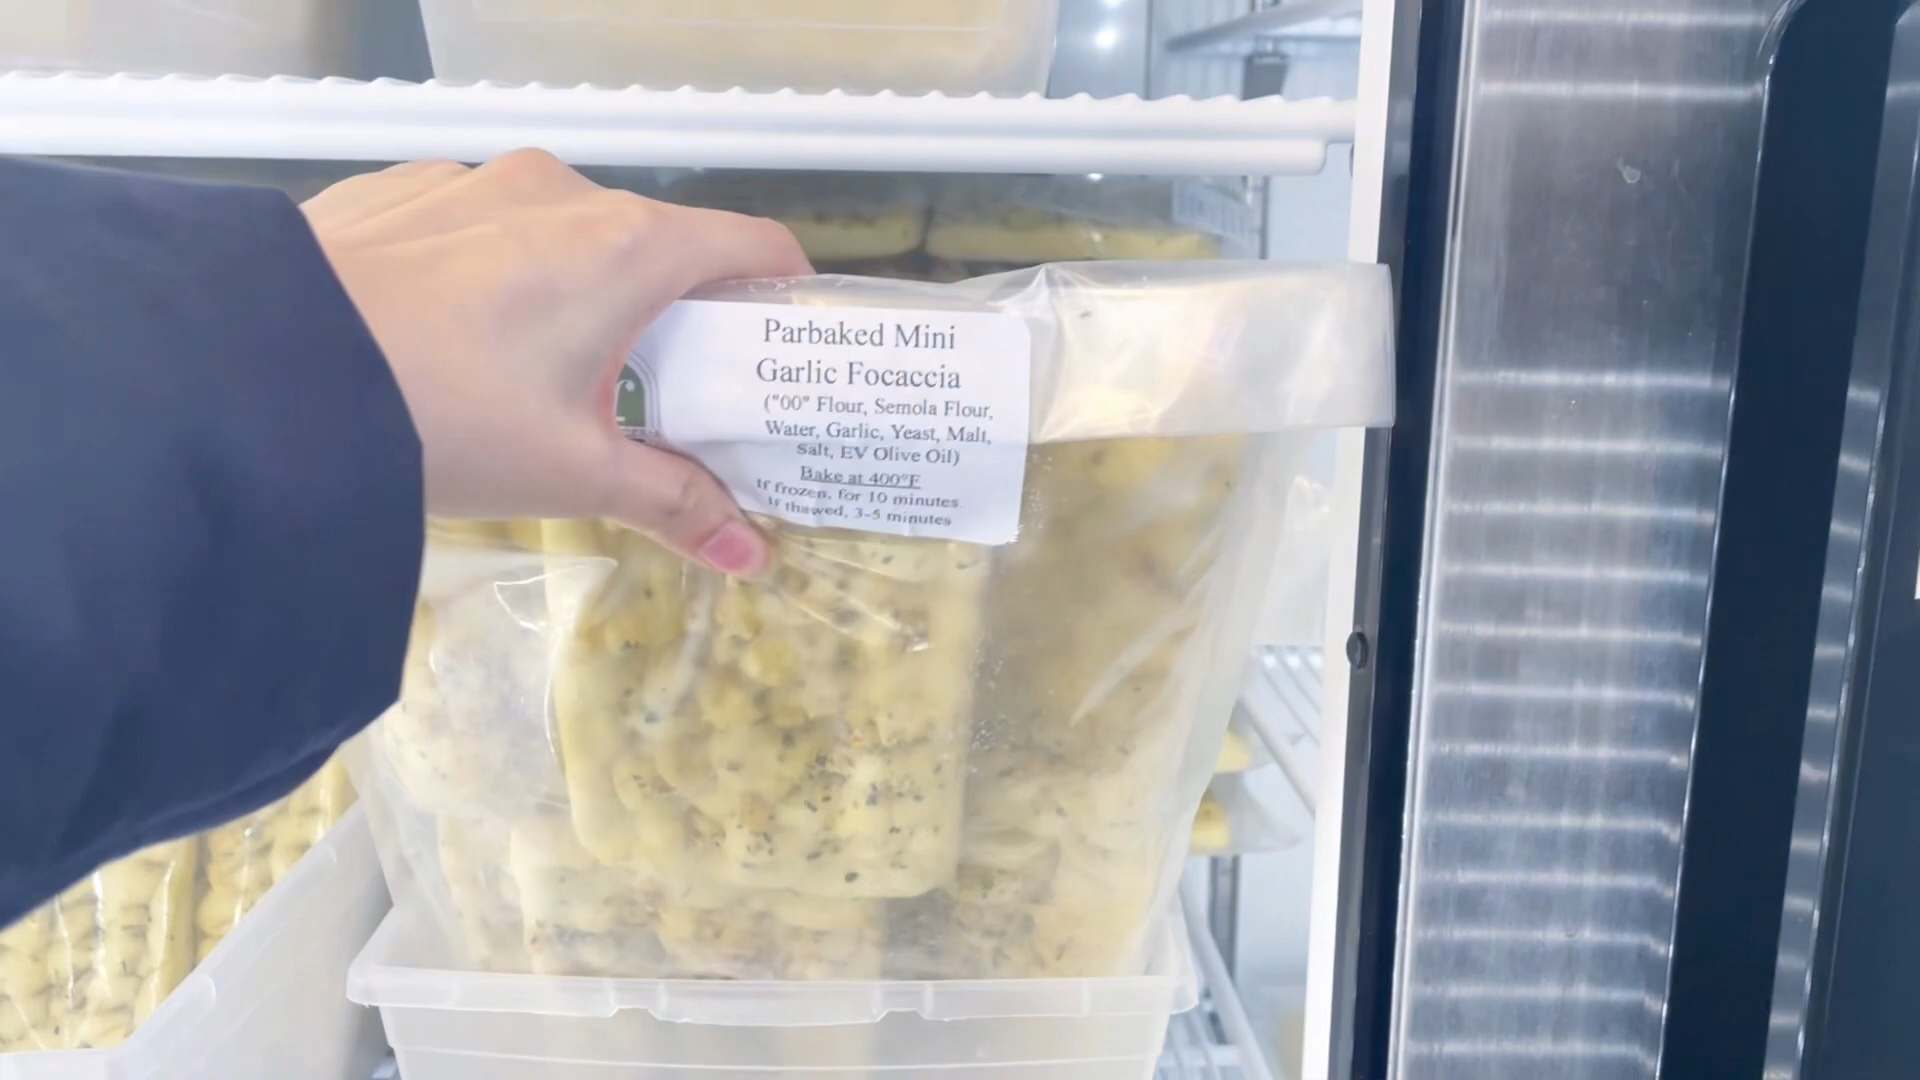 Parbaked Mini
Garlic Focaccia
("00" Flour, Semola Flour,
Water, Garlic, Yeast, Malt,
Salt, EV Olive Oil)
Bake at 400°F
If frozen, for 10 minutes
If thawed, 3-5 minutes